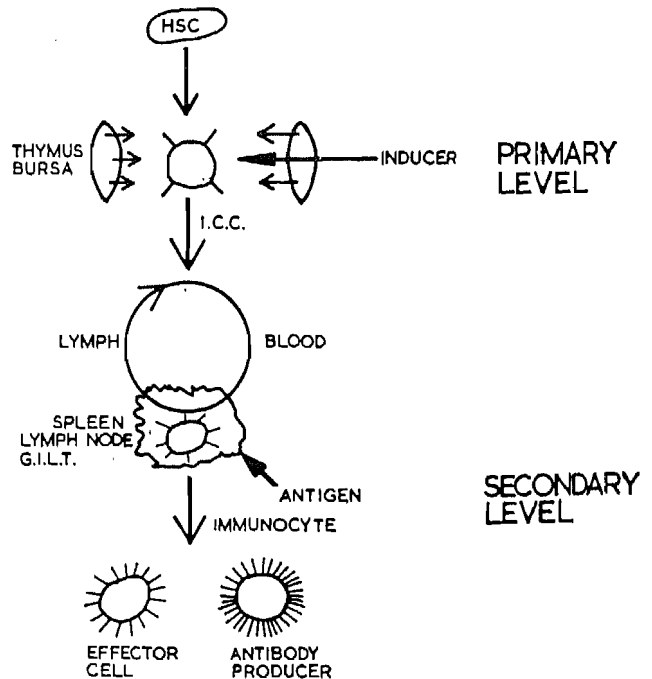 HSC
THYMUS
BURSA
INDUCER
PRIMARY
LEVEL
I.C.C.
LYMPH
BLOOD
SPLEEN
LYMPH NODE
G.I.L.T.
ANTIGEN
SECONDARY
LEVEL
IMMUNOCYTE
EFFECTOR
CELL
ANTIBODY
PRODUCER